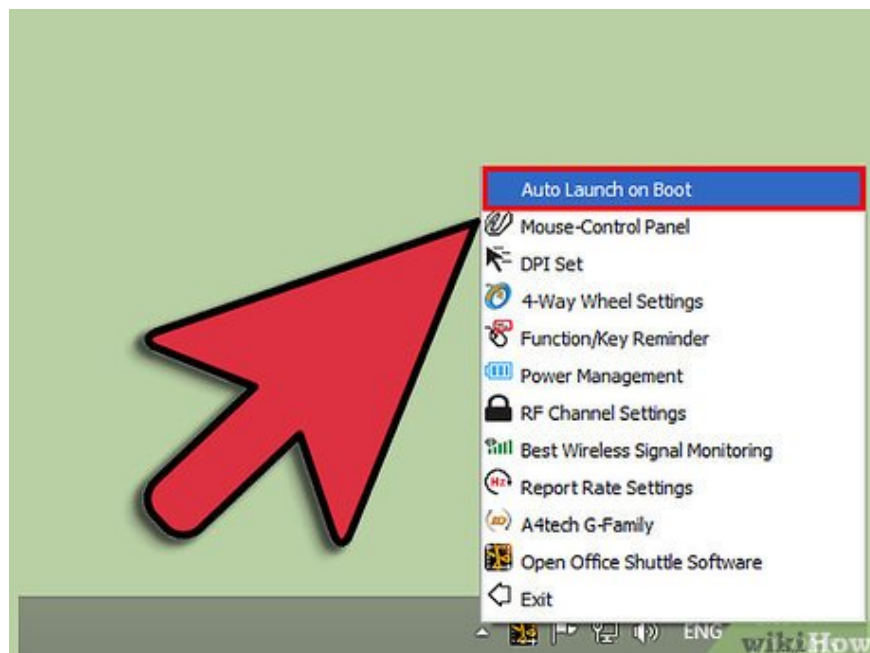 Auto Launch on Boot
Mouse-Control Panel
DPI Set
4-Way Wheel Settings
Function/Key Reminder
Power Management
RF Channel Settings
Best Wireless Signal Monitoring
Hz
Report Rate Settings
A4tech G-Family
Open Office Shuttle Software
Exit
ENG
wikiHow